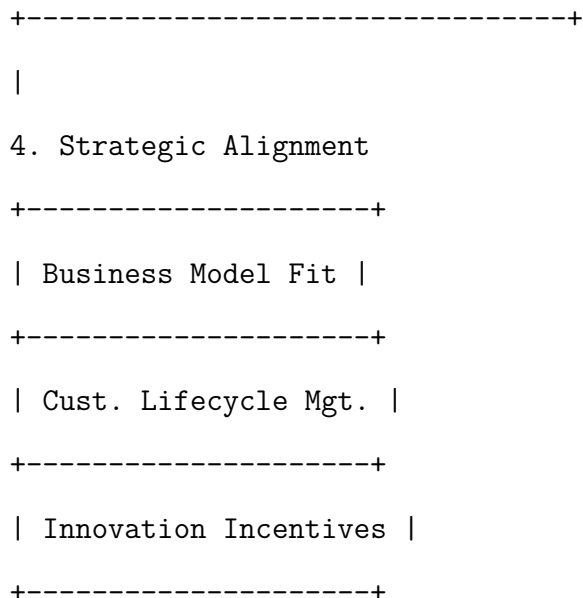 +---------------------------------+
|
4. Strategic Alignment
+---------------------+
| Business Model Fit |
+---------------------+
| Cust. Lifecycle Mgt. |
+---------------------+
| Innovation Incentives |
+---------------------+